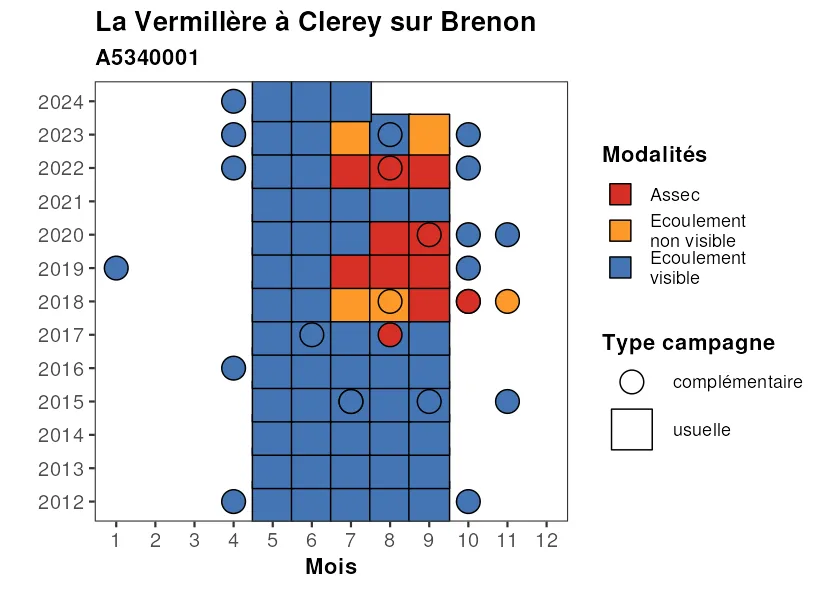 La Vermillère à Clerey sur Brenon
A5340001
2024
2023
2022
2021
2020
2019
2018
2017
2016
2015
2014
2013
2012
1 2 3 4 5 6 7 8 9 10 11 12
Mois
Modalités
Assec
Ecoulement
non visible
Ecoulement
visible
Type campagne
complémentaire
usuelle